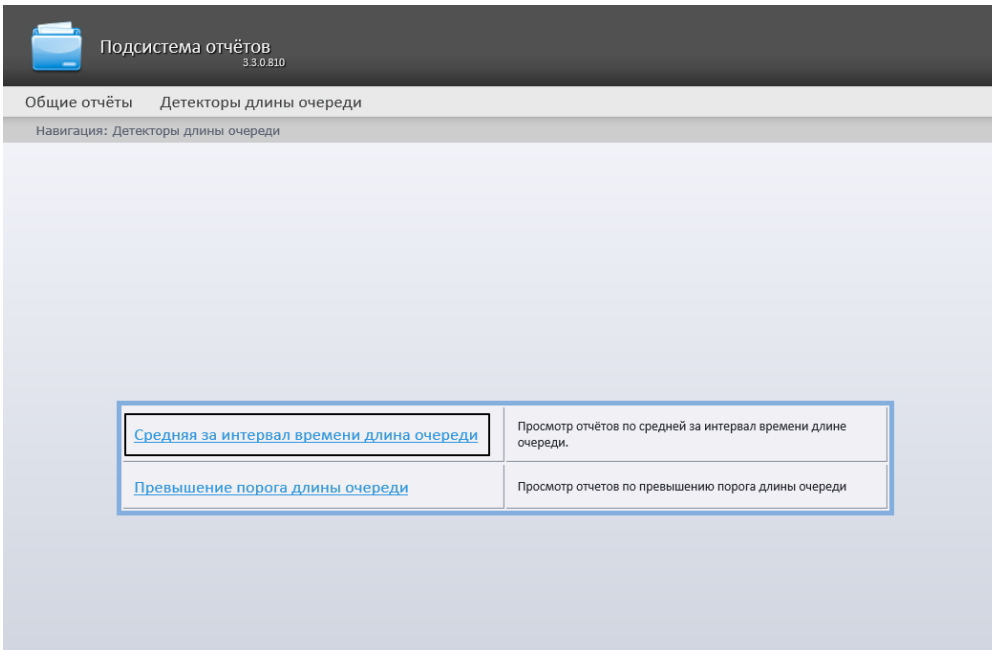 Подсистема отчётов
3.3.0.810
Общие отчёты Детекторы длины очереди
Навигация: Детекторы длины очереди
Средняя за интервал времени длина очереди
Просмотр отчётов по средней за интервал времени длине
очереди.
Превышение порога длины очереди
Просмотр отчетов по превышению порога длины очереди